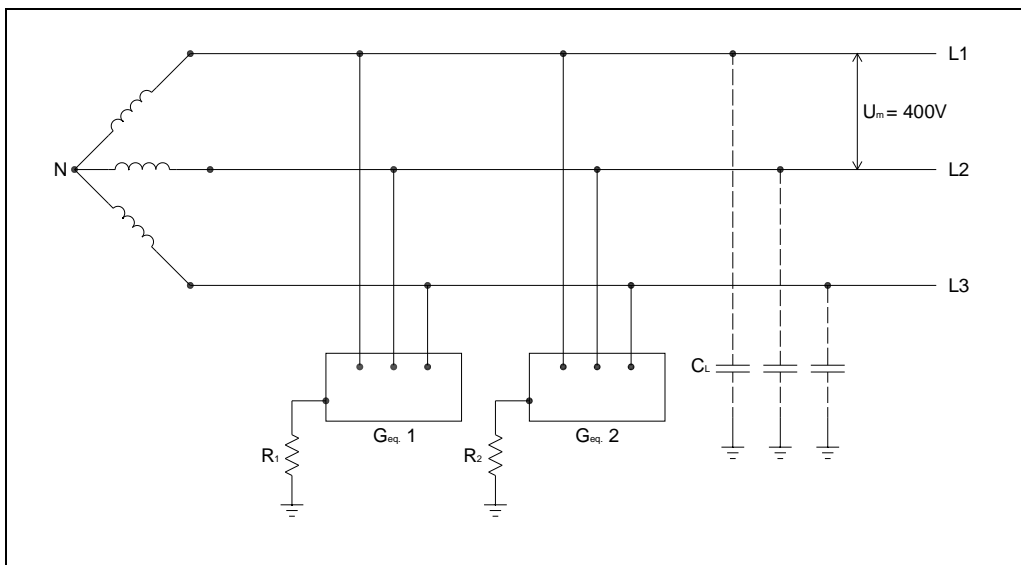 L1
Um = 400V
N
L2
L3
CL
Geq. 1
Geq. 2
R1
R2